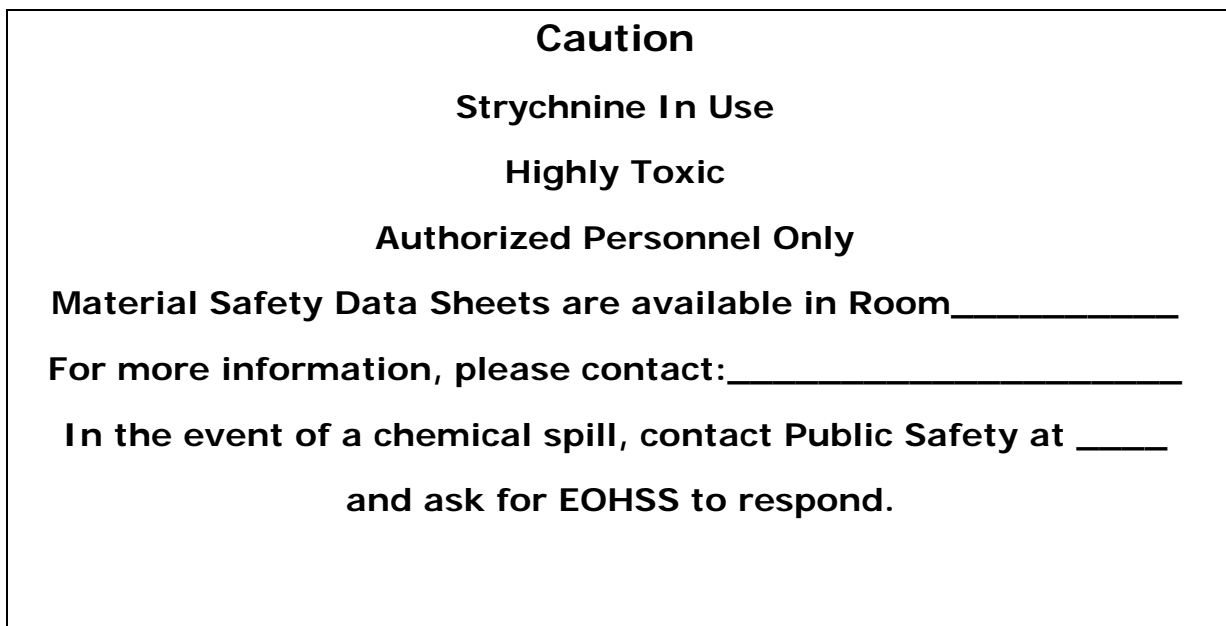 Caution
Strychnine In Use
Highly Toxic
Authorized Personnel Only
Material Safety Data Sheets are available in Room__________
For more information, please contact:____________________
In the event of a chemical spill, contact Public Safety at ____
and ask for EOHSS to respond.